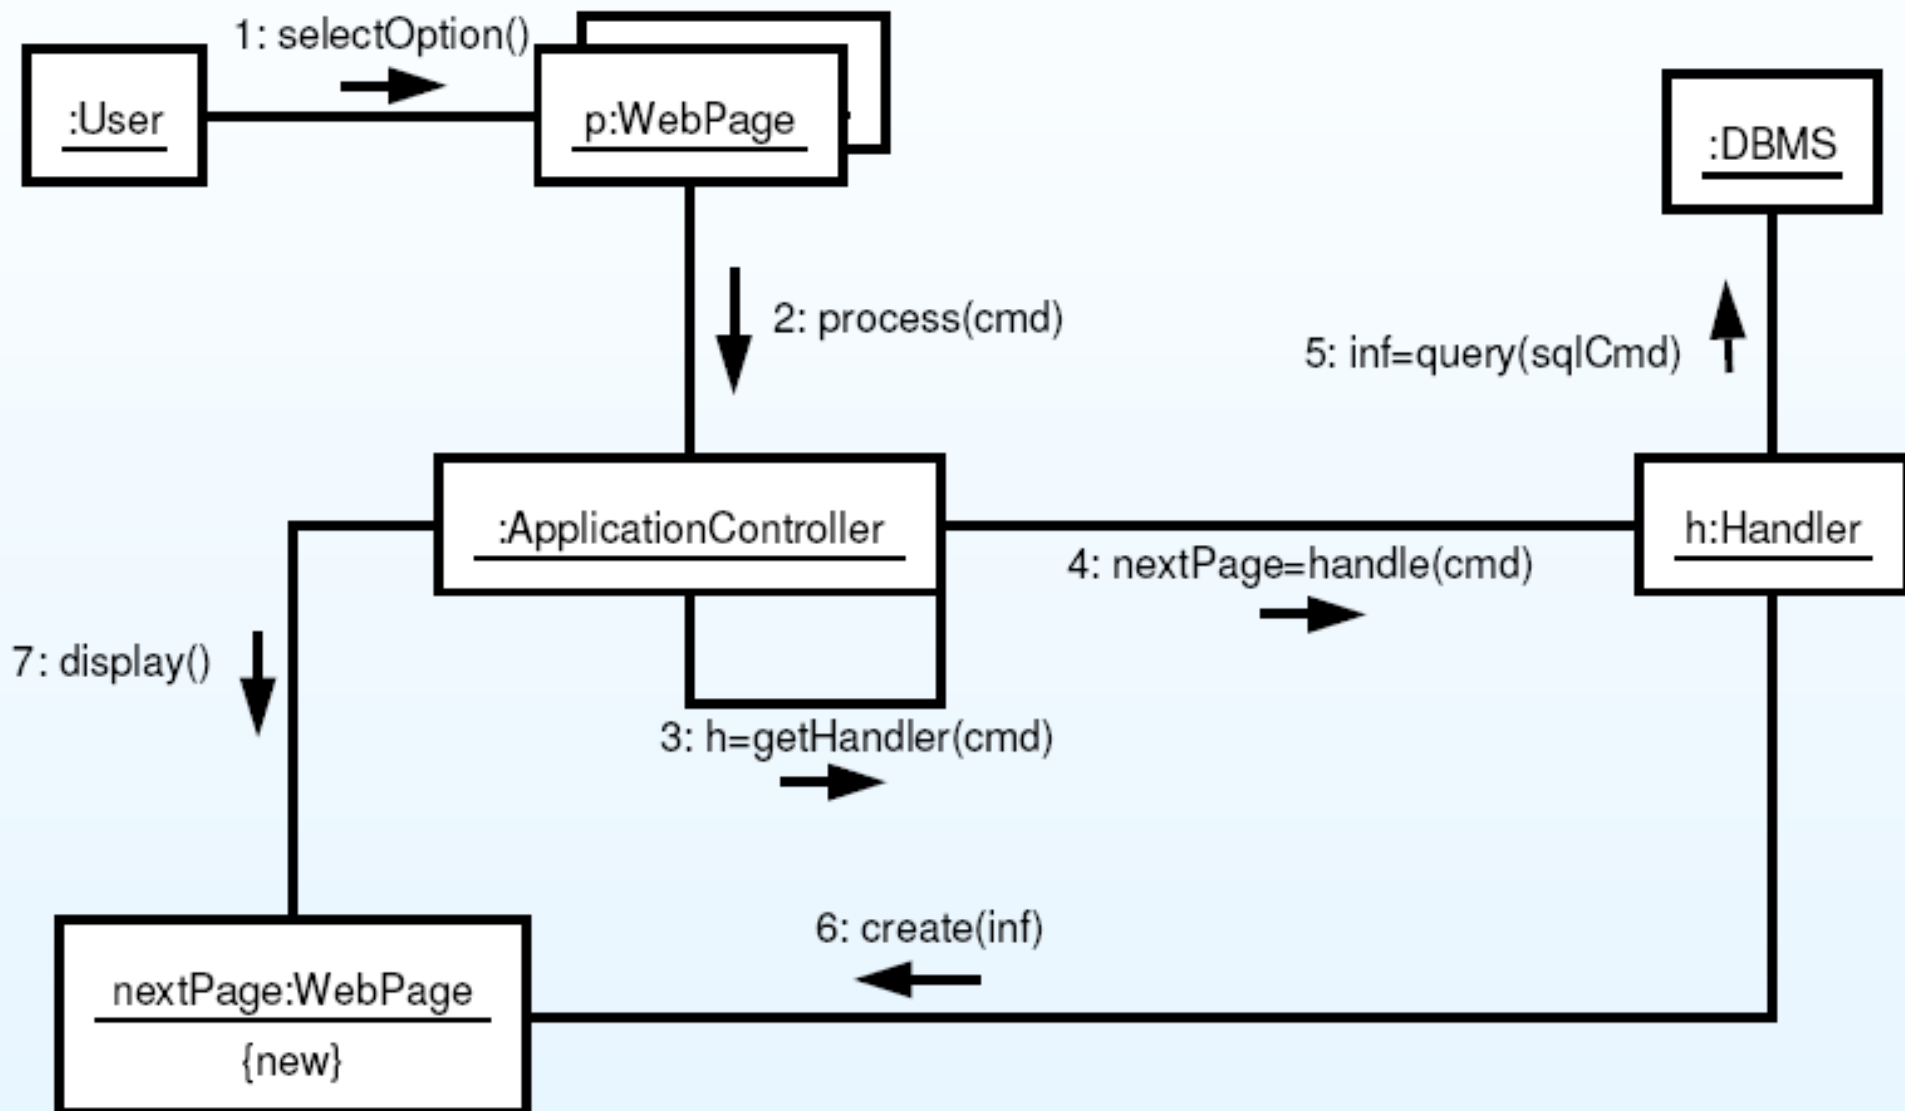 1: selectOption()
:User
p:WebPage
:DBMS
2: process(cmd)
5: inf=query(sqlCmd)
:ApplicationController
h:Handler
4: nextPage=handle(cmd)
7: display()
3: h=getHandler(cmd)
6: create(inf)
nextPage:WebPage
{new}